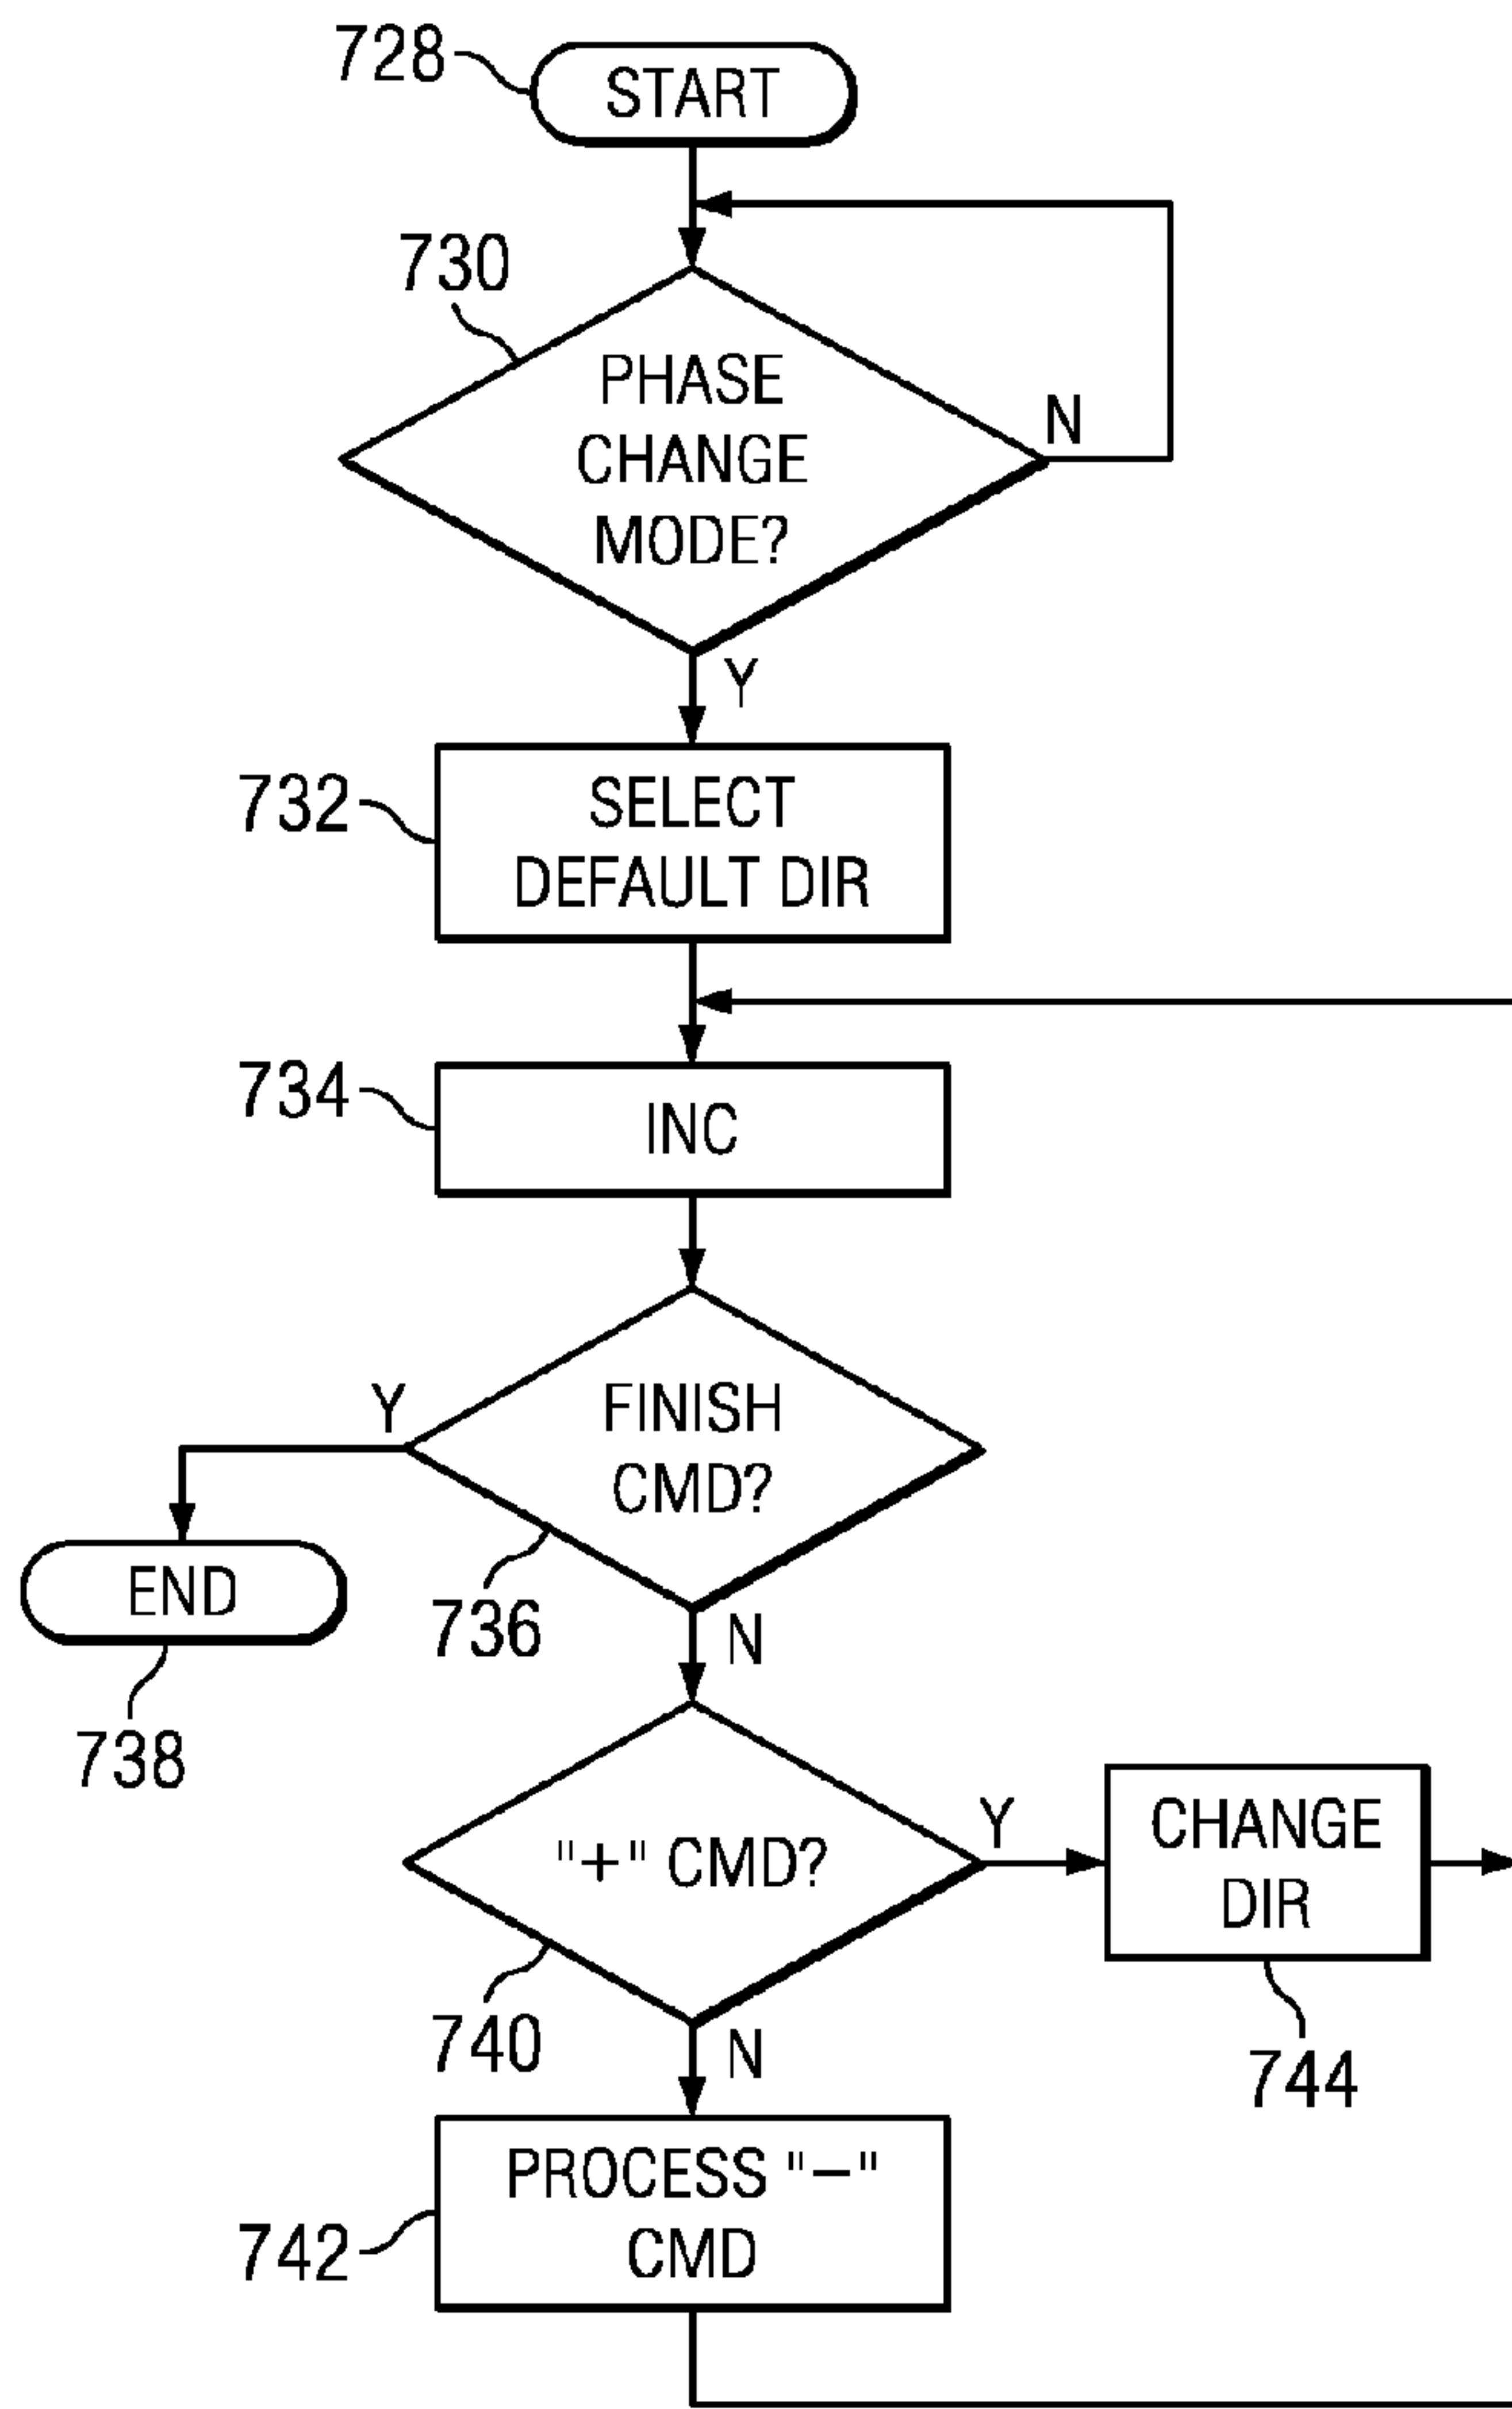 728
START
730
PHASE
CHANGE
MODE?
N
Y
732
SELECT
DEFAULT DIR
734
INC
Y
FINISH
CMD?
END
736
N
738
"+" CMD?
Y
CHANGE
DIR
740
N
744
PROCESS "–"
CMD
742